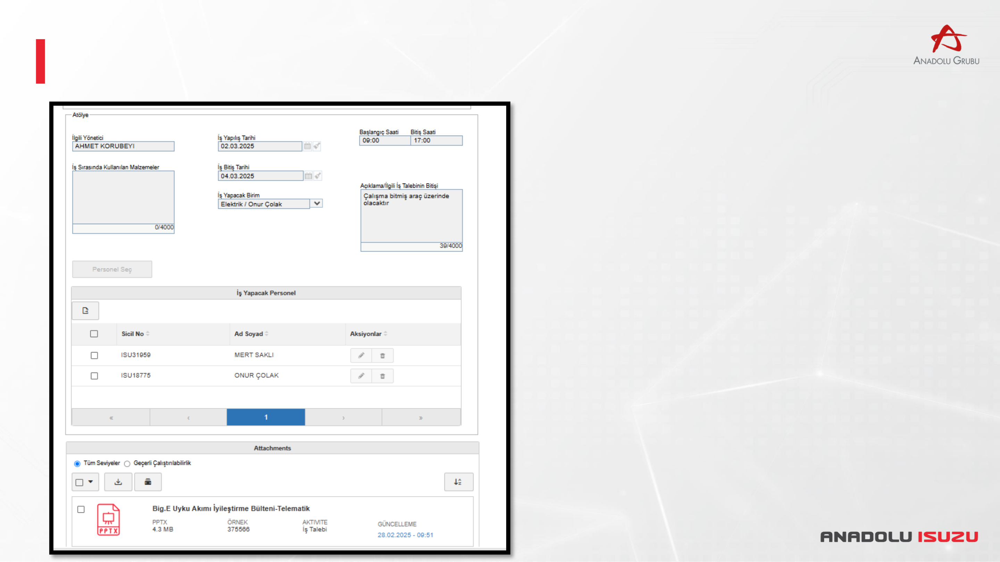 ANADOLU GRUBU
Atölye
İlgili Yönetici
AHMET KORUBEYI
İş Yapılış Tarihi
02.03.2025
Başlangıç Saati Bitiş Saati
09:00 17:00
İş Sırasında Kullanılan Malzemeler
0/4000
İş Bitiş Tarihi
04.03.2025
İş Yapacak Birim
Elektrik / Onur Çolak
Açıklama/İlgili İş Talebinin Bitişi
Çalışma bitmiş araç üzerinde
olacaktır
39/4000
Personel Seç
İş Yapacak Personel
Sicil No Ad Soyad Aksiyonlar
ISU31959 MERT SAKLI
ISU18775 ONUR ÇOLAK
« ‹ 1 › »
Attachments
Tüm Seviyeler Geçerli Çalıştırılabilirlik
Big.E Uyku Akımı İyileştirme Bülteni-Telematik
PPTX
PPTX ÖRNEK AKTIVITE GÜNCELLEME
4.3 MB 375566 İş Talebi 28.02.2025 - 09:51
ANADOLU ISUZU